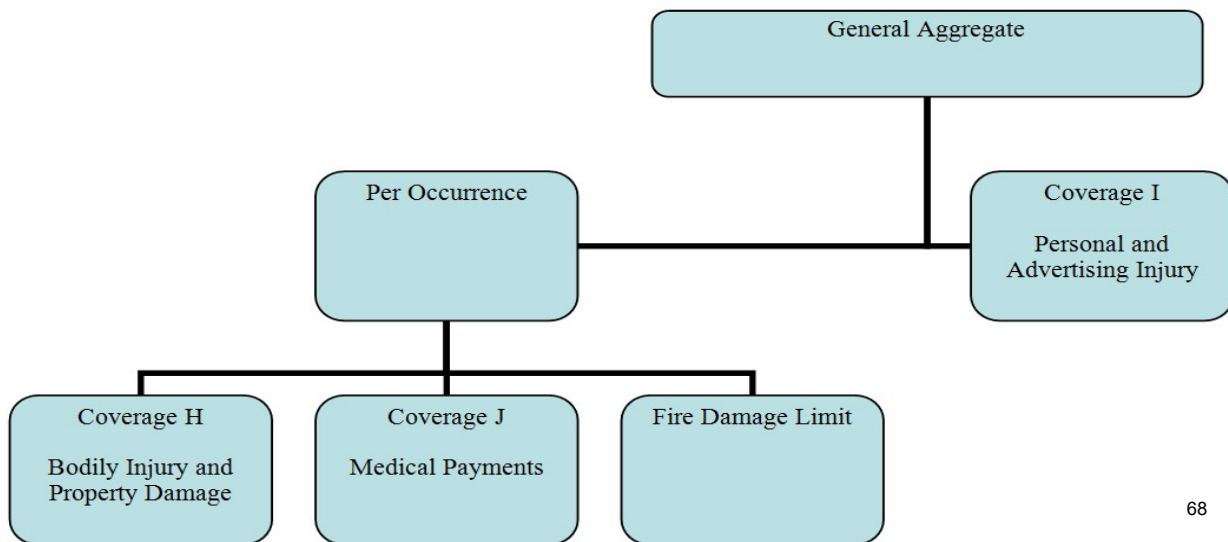 General Aggregate
Per Occurrence
Coverage I
Personal and
Advertising Injury
Coverage H
Bodily Injury and
Property Damage
Coverage J
Medical Payments
Fire Damage Limit
68